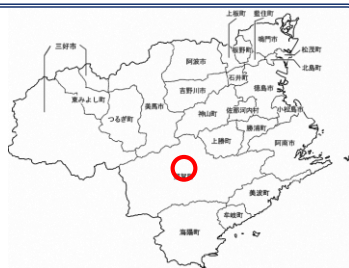 上板町
藍住町
三好市
鳴門市
板野町
松茂町
阿波市
北島町
石井町
徳島市
吉野川市
東みよし町
美馬市
つるぎ町
神山町
佐那河内村
小松島市
勝浦町
上勝町
阿南市
美波町
牟岐町
海陽町